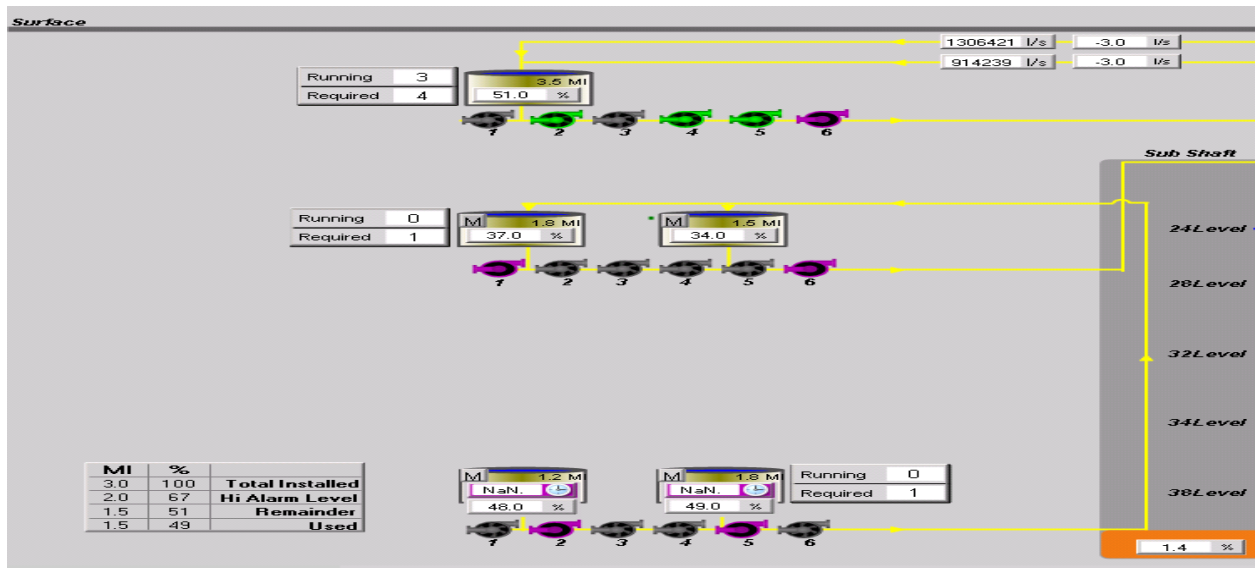 Surface
1306421 l/s -3.0 l/s
914239 l/s -3.0 l/s
Running 3
Required 4
3.5 Ml
51.0 %
1 2 3 4 5 6
Sub Shaft
Running 0
Required 1
M 1.8 Ml
37.0 %
M 1.5 Ml
34.0 %
1 2 3 4 5 6
24Level
28Level
32Level
34Level
38Level
Ml %
3.0 100 Total Installed
2.0 67 Hi Alarm Level
1.5 51 Remainder
1.5 49 Used
M 1.2 Ml
NaN.
48.0 %
M 1.8 Ml
NaN.
49.0 %
Running 0
Required 1
1 2 3 4 5 6
1.4 %